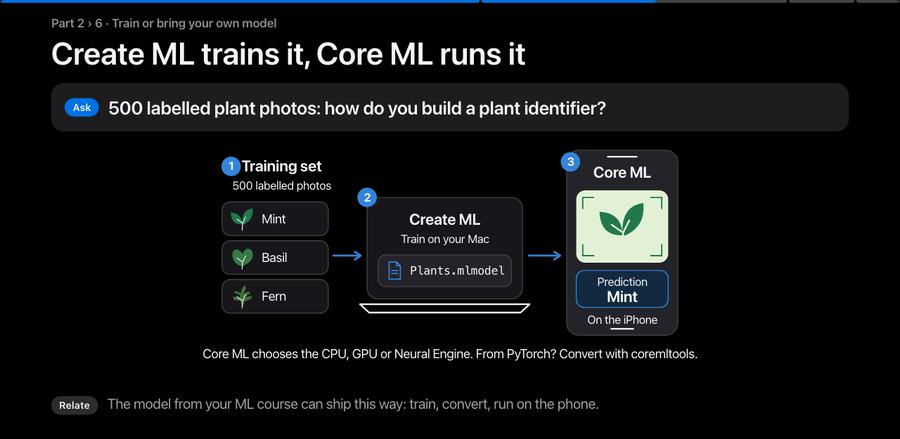 Part 2 › 6 · Train or bring your own model
Create ML trains it, Core ML runs it
Ask 500 labelled plant photos: how do you build a plant identifier?
1 Training set
500 labelled photos
Mint
Basil
Fern
2
Create ML
Train on your Mac
Plants.mlmodel
3
Core ML
Prediction
Mint
On the iPhone
Core ML chooses the CPU, GPU or Neural Engine. From PyTorch? Convert with coremltools.
Relate The model from your ML course can ship this way: train, convert, run on the phone.